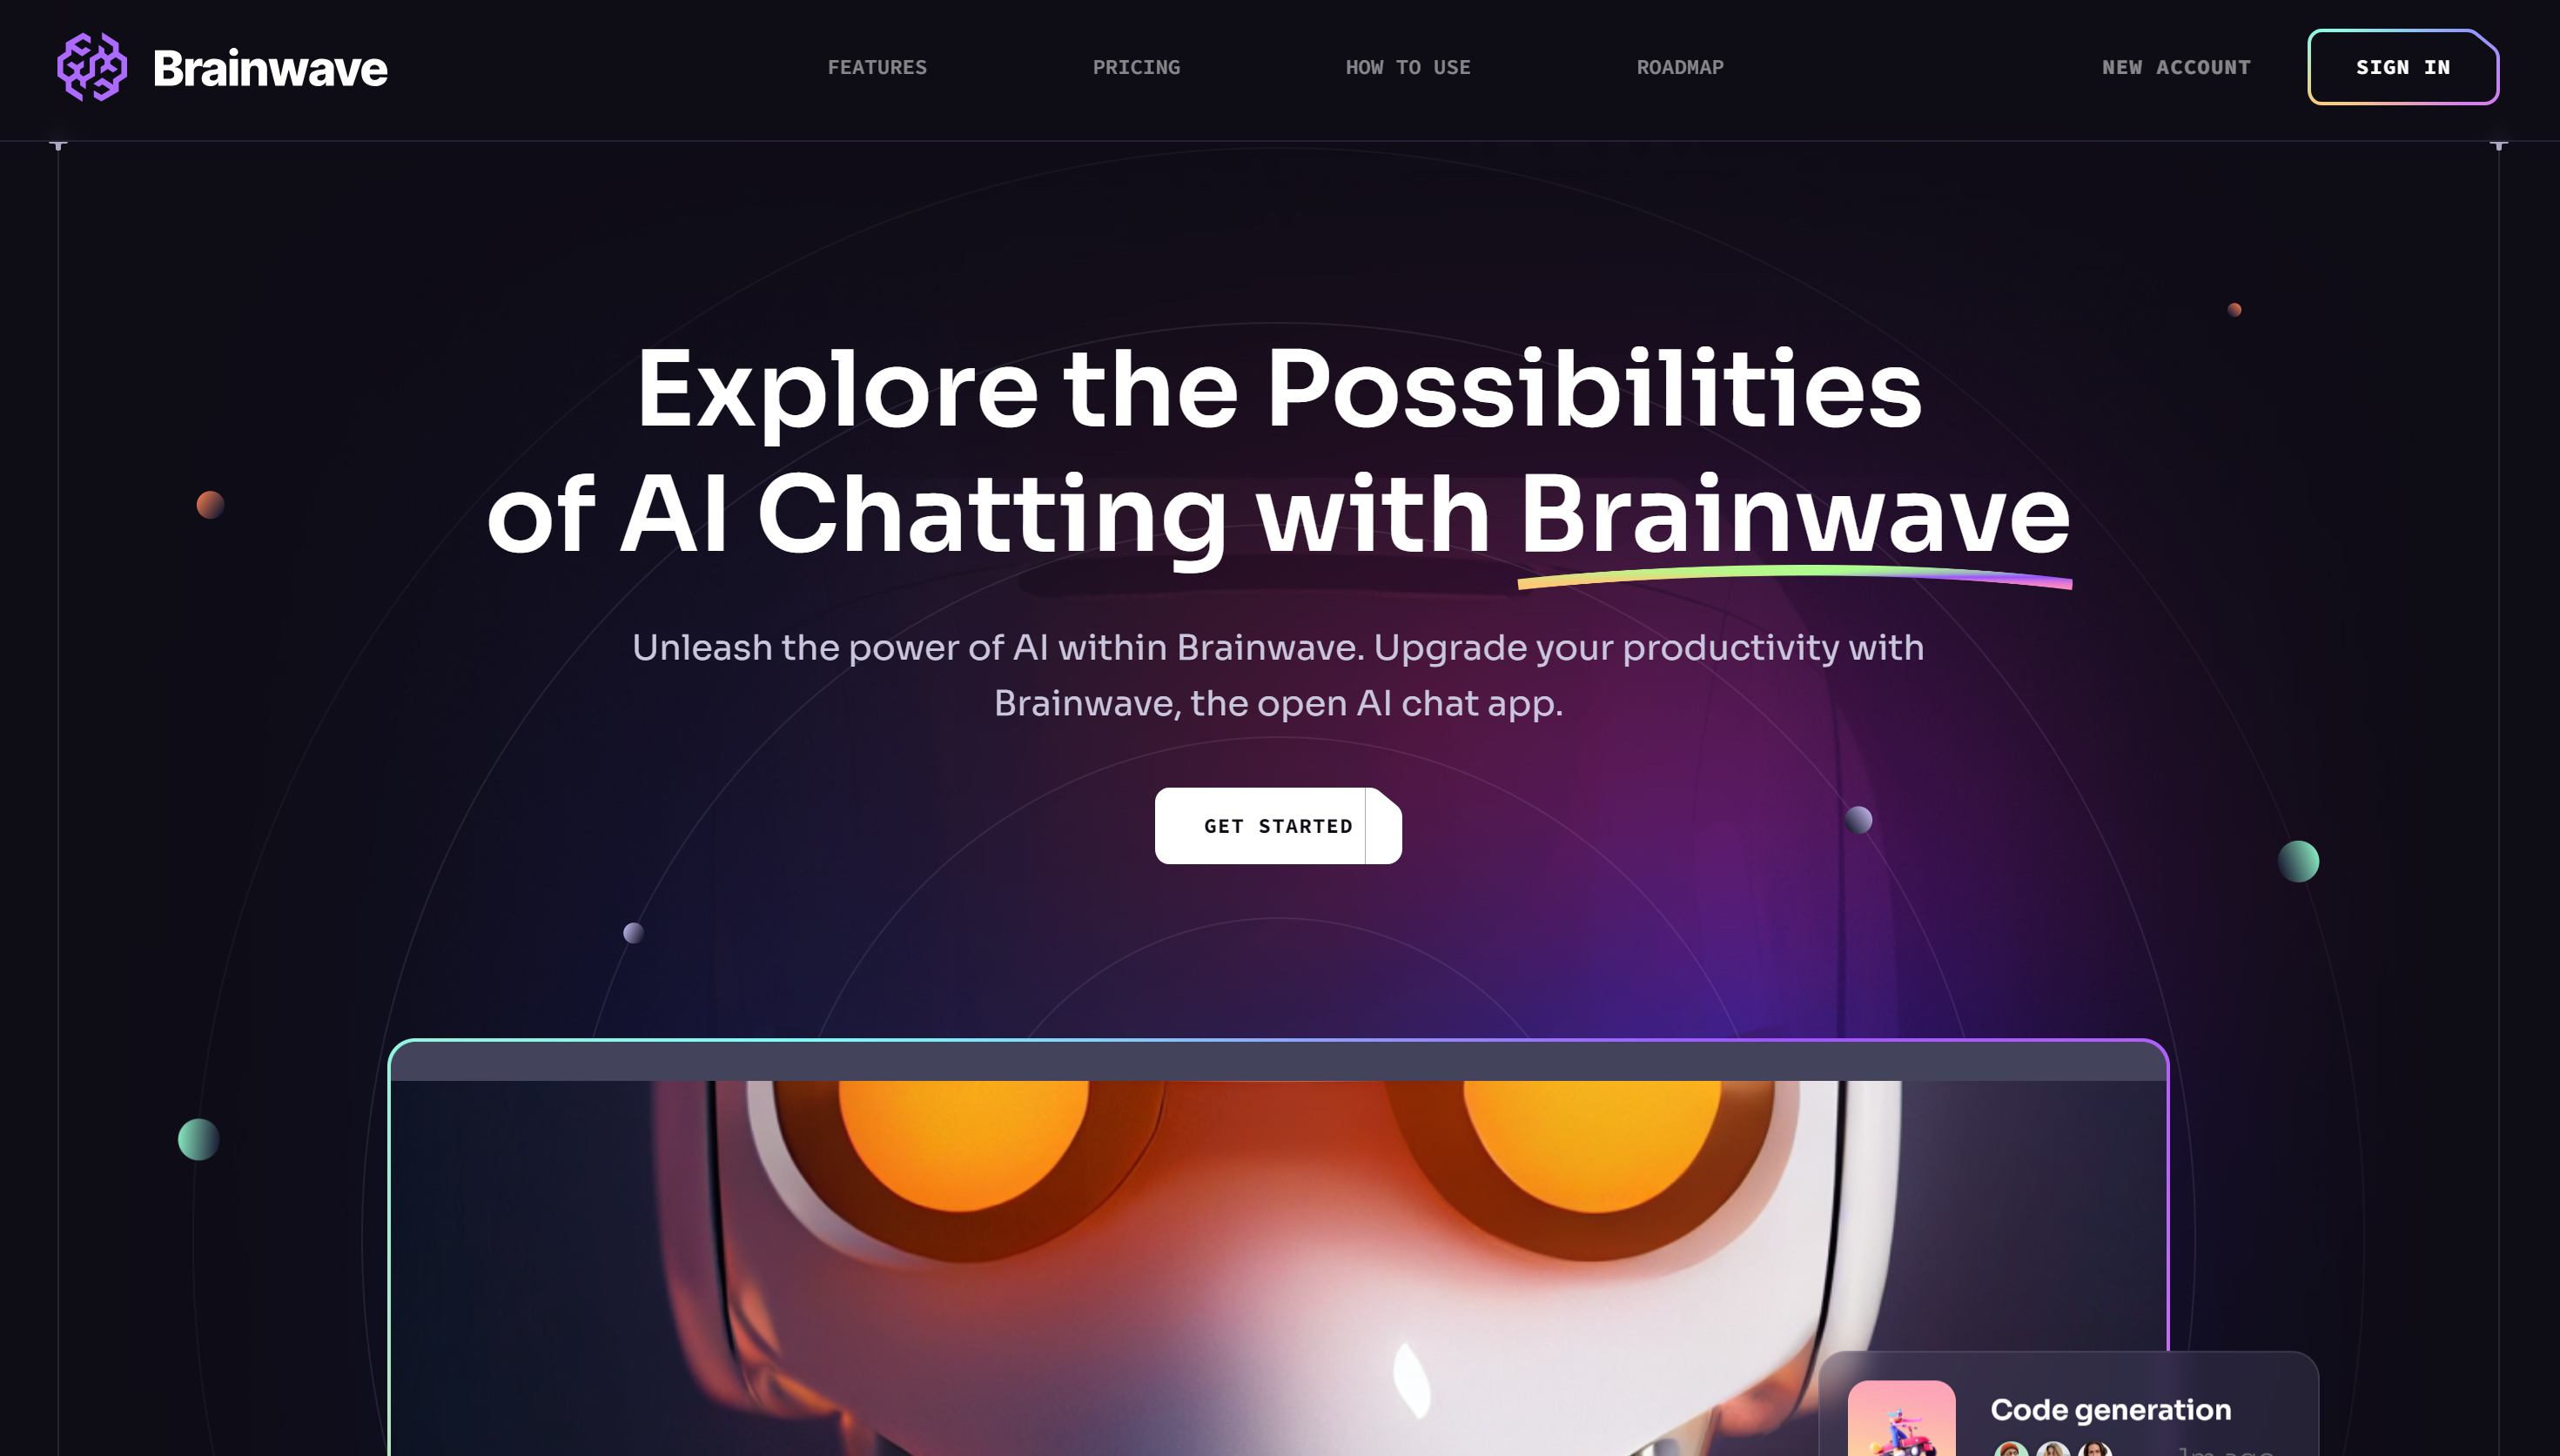 Brainwave
FEATURES
PRICING
HOW TO USE
ROADMAP
NEW ACCOUNT
SIGN IN
Explore the Possibilities
of AI Chatting with Brainwave
Unleash the power of AI within Brainwave. Upgrade your productivity with
Brainwave, the open AI chat app.
GET STARTED
Code generation
1m ago